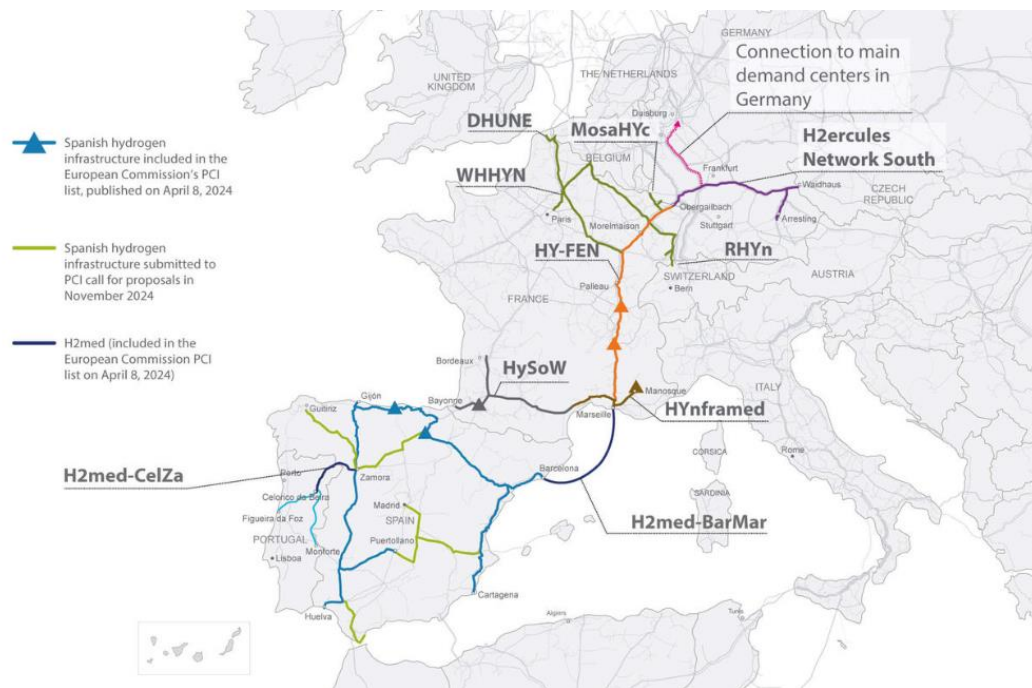 Spanish hydrogen
infrastructure included in the
European Commission's PCI
list, published on April 8, 2024
Spanish hydrogen
infrastructure submitted to
PCI call for proposals in
November 2024
H2med (included in
the European Commission PCI
list on April 8, 2024)
GERMANY
Connection to main
demand centers in
Germany
UNITED
KINGDOM
THE NETHERLANDS
Duisburg
DHUNE
MosaHYc
H2ercules
Network South
BELGIUM
Frankfurt
WHHYN
Waidhaus
CZECH
REPUBLIC
Obergailbach
Paris
Morelmaison
Stuttgart
Arresting
HY-FEN
RHYn
SWITZERLAND
AUSTRIA
Palleau
Bern
FRANCE
Bordeaux
HySoW
ITALY
Manosque
Gijón
Bayonne
Guitiriz
Marseille
HYnframed
CORSICA
Roma
H2med-CelZa
Porto
Zamora
Barcelona
SARDINIA
Celorico da Beira
Madrid
Figueira da Foz
SPAIN
H2med-BarMar
PORTUGAL
Monforte
Puertollano
Lisboa
Cartagena
Huelva
Algiers
Tunis